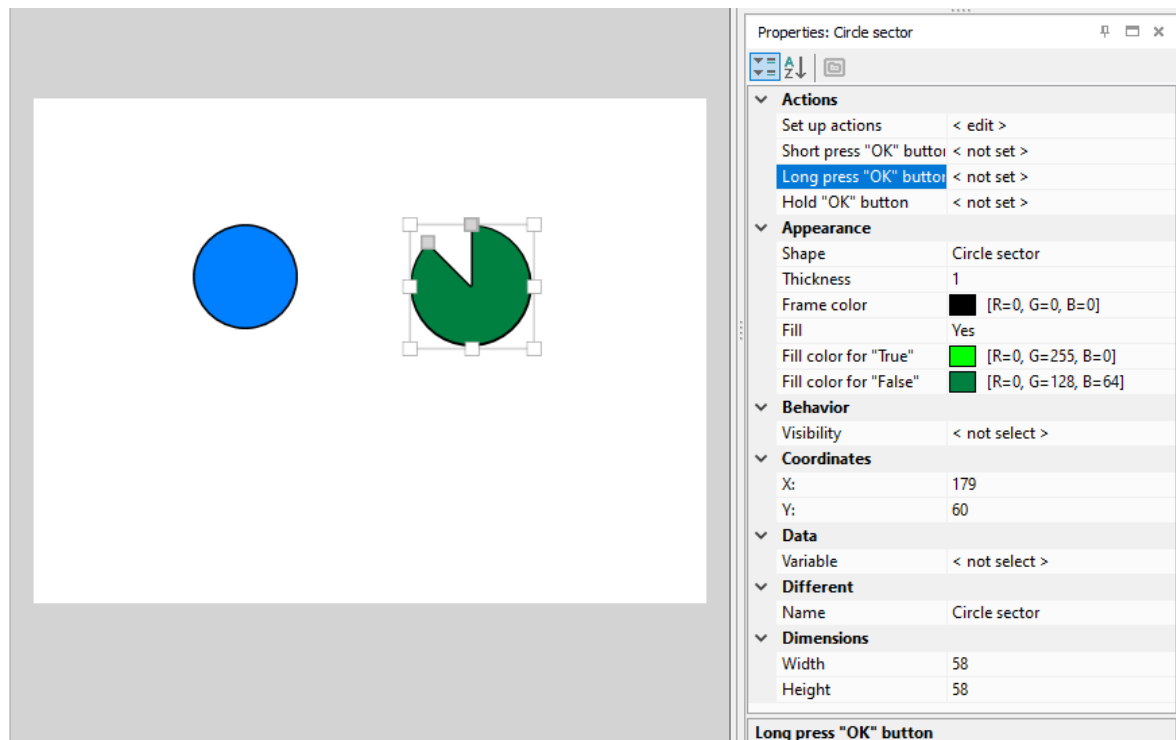 Properties: Circle sector
Actions
Set up actions < edit >
Short press "OK" button < not set >
Long press "OK" button < not set >
Hold "OK" button < not set >
Appearance
Shape Circle sector
Thickness 1
Frame color [R=0, G=0, B=0]
Fill Yes
Fill color for "True" [R=0, G=255, B=0]
Fill color for "False" [R=0, G=128, B=64]
Behavior
Visibility < not select >
Coordinates
X: 179
Y: 60
Data
Variable < not select >
Different
Name Circle sector
Dimensions
Width 58
Height 58
Long press "OK" button